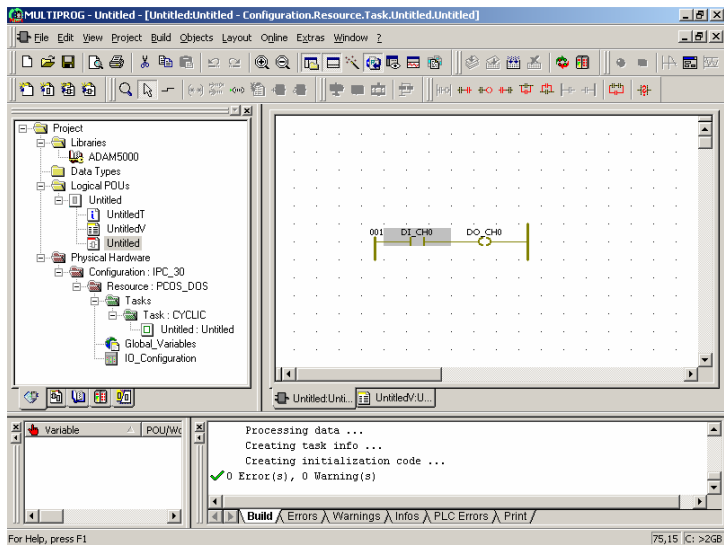 MULTIPROG - Untitled - [Untitled:Untitled - Configuration.Resource.Task.Untitled.Untitled]
File Edit View Project Build Objects Layout Online Extras Window ?
Project
Libraries
ADAM5000
Data Types
Logical POUs
Untitled
UntitledT
UntitledV
Untitled
Physical Hardware
Configuration : IPC_30
Resource : PCOS_DOS
Tasks
Task : CYCLIC
Untitled : Untitled
Global_Variables
IO_Configuration
001 DI_CH0 DO_CH0
Untitled:Unti... UntitledV:U...
Variable POU/Wo
Processing data ...
Creating task info ...
Creating initialization code ...
0 Error(s), 0 Warning(s)
Build Errors Warnings Infos PLC Errors Print
For Help, press F1 75,15 C: >2GB